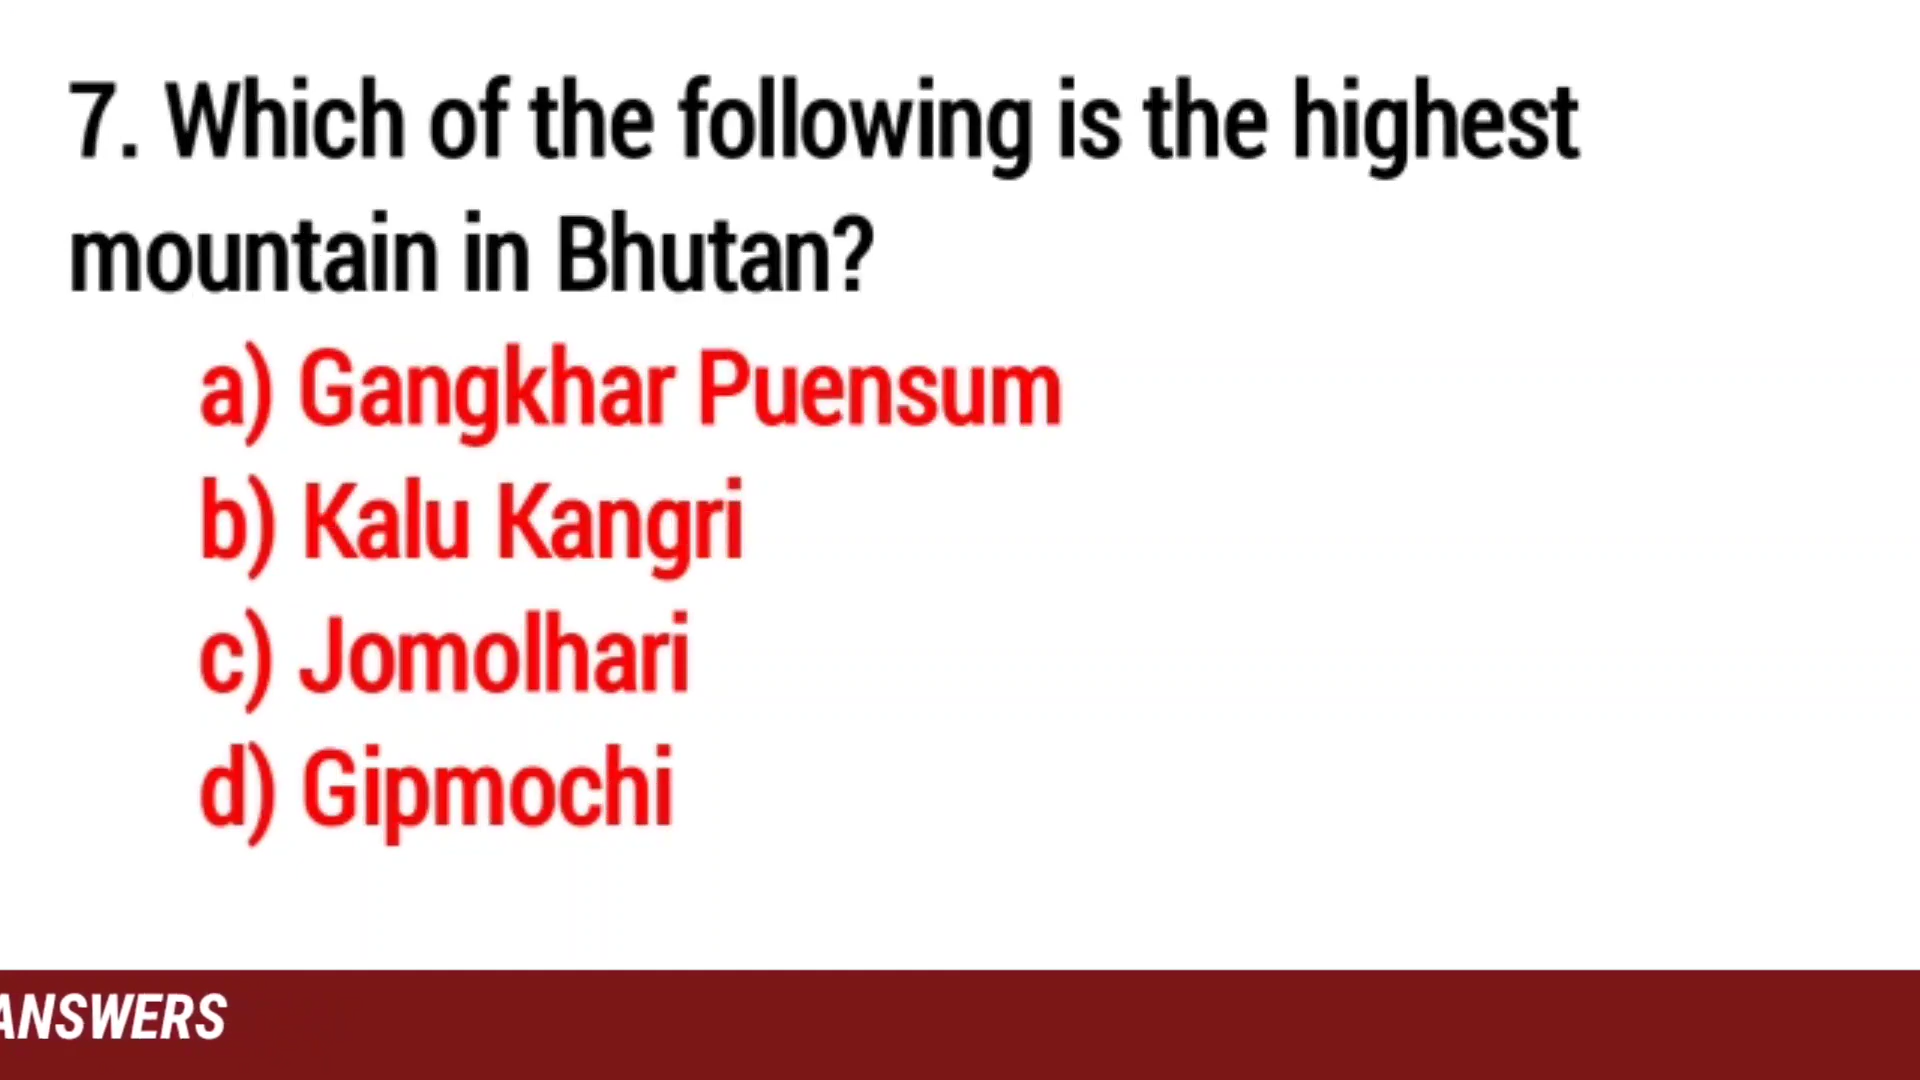 7. Which of the following is the highest
mountain in Bhutan?
a) Gangkhar Puensum
b) Kalu Kangri
c) Jomolhari
d) Gipmochi
ANSWERS